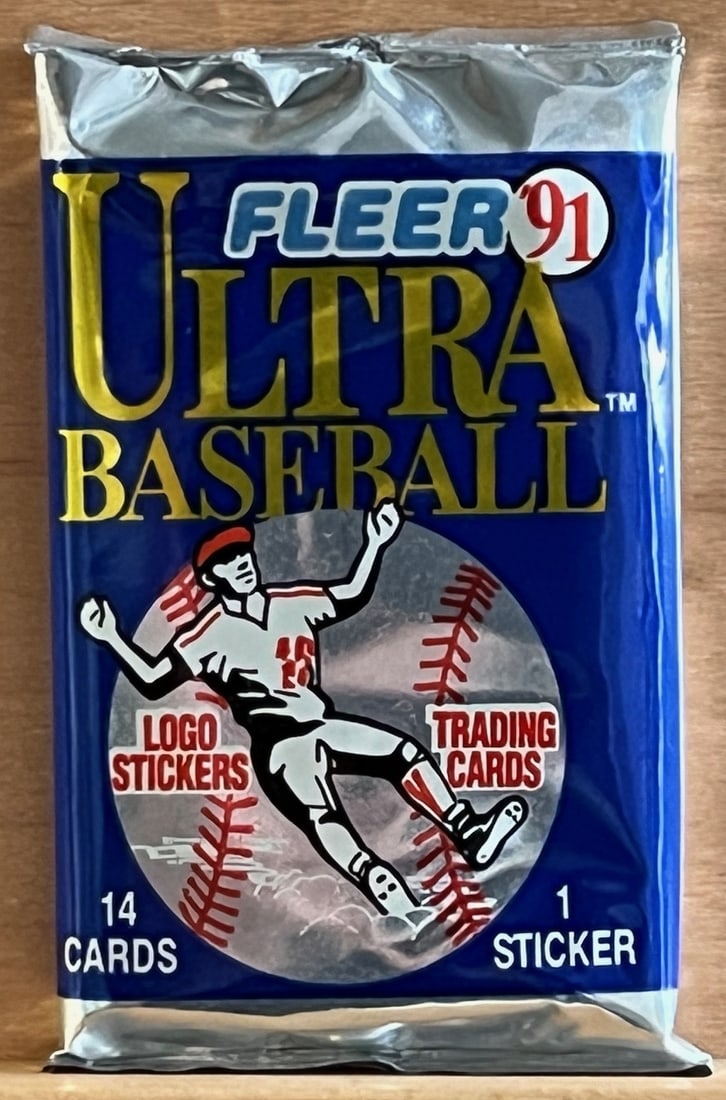 FLEER '91
ULTRA™
BASEBALL
LOGO
STICKERS
TRADING
CARDS
14
CARDS
1
STICKER